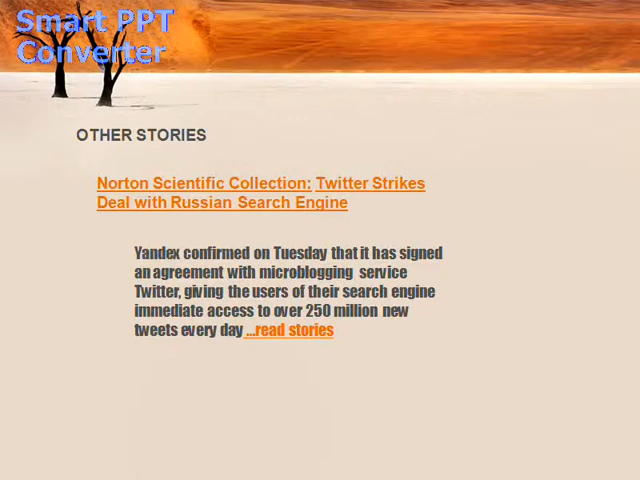 Smart PPT
Converter
OTHER STORIES
Norton Scientific Collection: Twitter Strikes
Deal with Russian Search Engine
Yandex confirmed on Tuesday that it has signed
an agreement with microblogging service
Twitter, giving the users of their search engine
immediate access to over 250 million new
tweets every day ...read stories